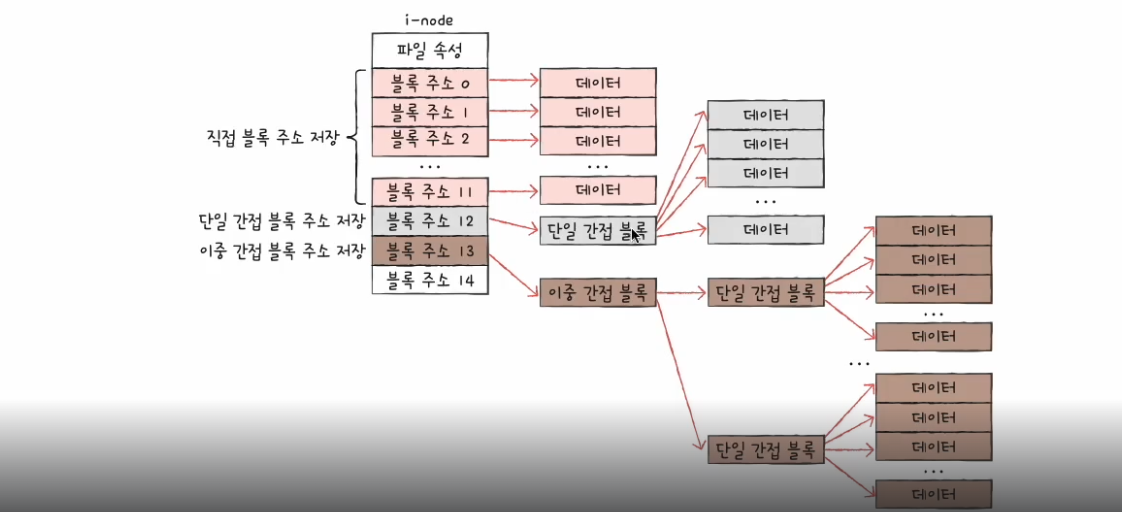 i-node
파일 속성
블록 주소 0
데이터
블록 주소 1
데이터
데이터
직접 블록 주소 저장
블록 주소 2
데이터
데이터
데이터
...
...
...
블록 주소 11
데이터
단일 간접 블록 주소 저장
블록 주소 12
단일 간접 블록
데이터
데이터
이중 간접 블록 주소 저장
블록 주소 13
데이터
블록 주소 14
이중 간접 블록
단일 간접 블록
데이터
...
데이터
...
데이터
데이터
단일 간접 블록
데이터
...
데이터